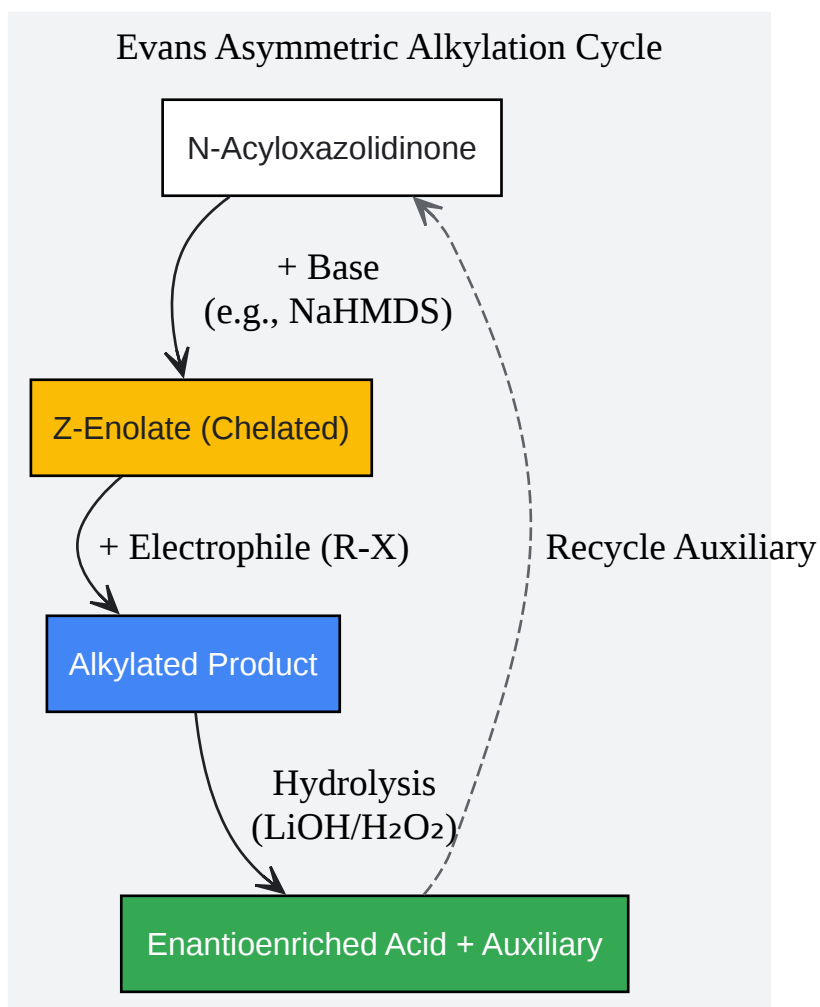 Evans Asymmetric Alkylation Cycle
N-Acyloxazolidinone
+ Base
(e.g., NaHMDS)
Z-Enolate (Chelated)
+ Electrophile (R-X)
Recycle Auxiliary
Alkylated Product
Hydrolysis
(LiOH/H₂O₂)
Enantioenriched Acid + Auxiliary